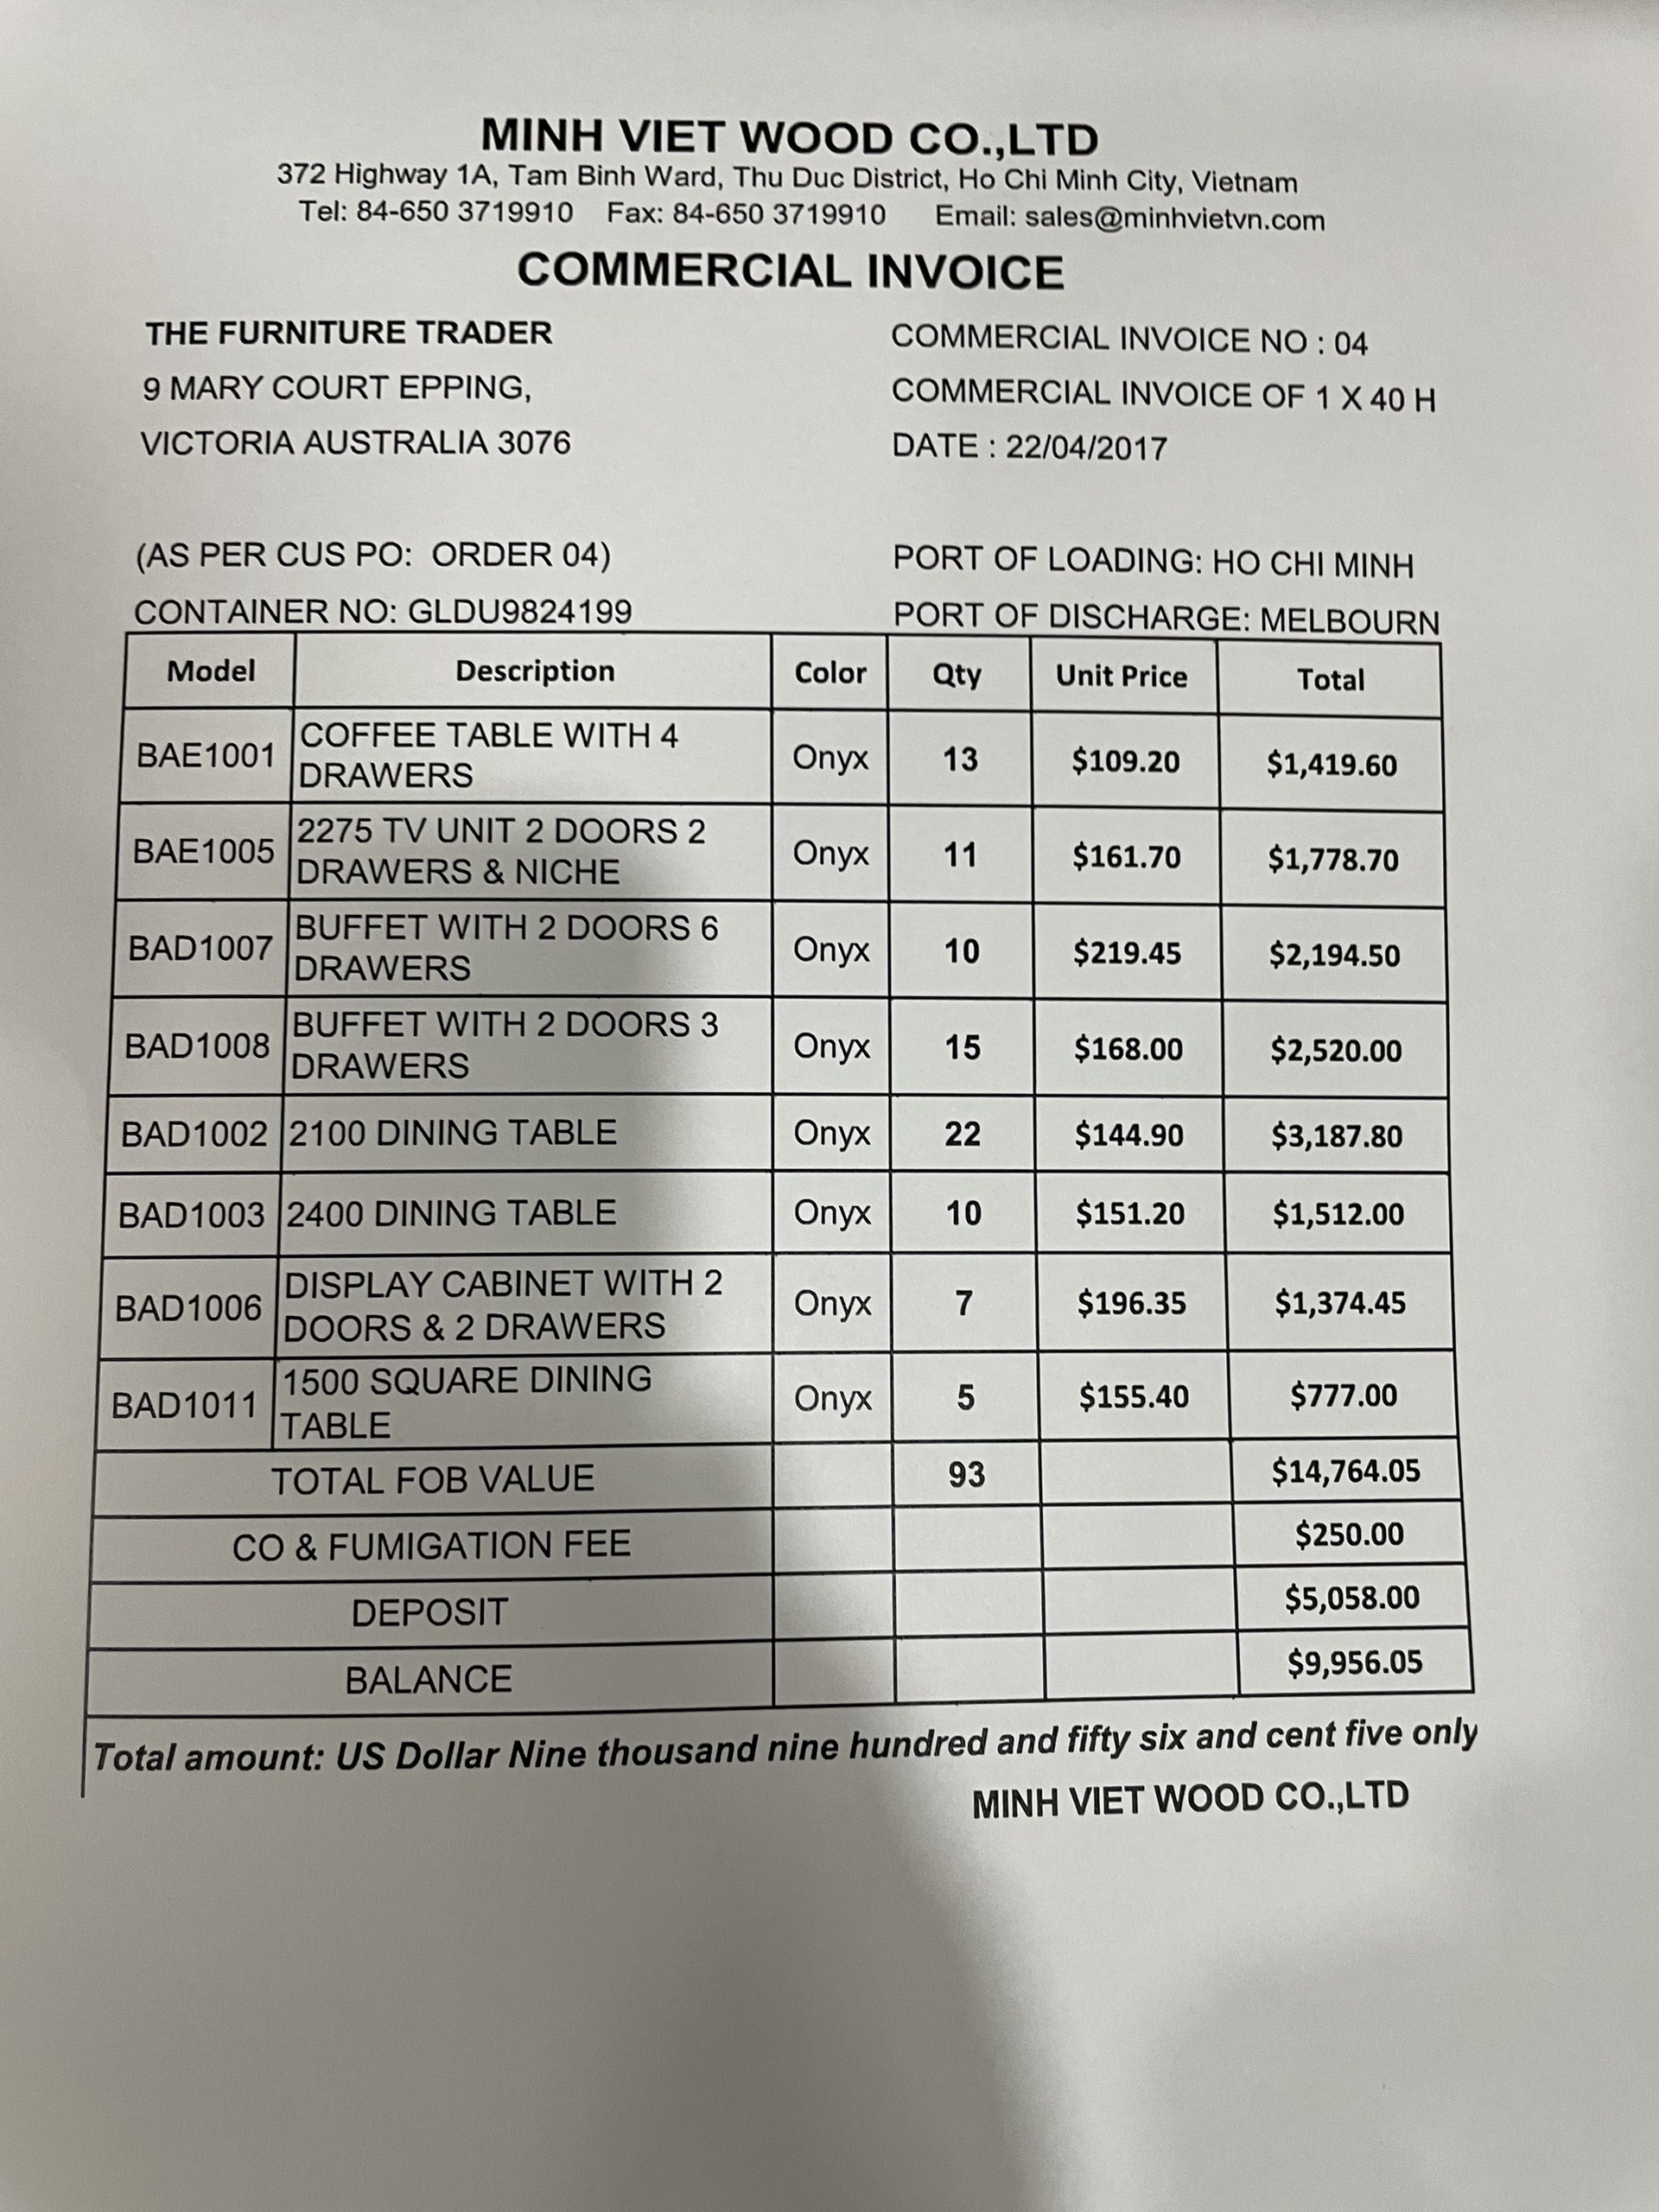 MINH VIET WOOD CO.,LTD
372 Highway 1A, Tam Binh Ward, Thu Duc District, Ho Chi Minh City, Vietnam
Tel: 84-650 3719910 Fax: 84-650 3719910 Email: sales@minhvietvn.com
COMMERCIAL INVOICE
THE FURNITURE TRADER COMMERCIAL INVOICE NO : 04
9 MARY COURT EPPING, COMMERCIAL INVOICE OF 1 X 40 H
VICTORIA AUSTRALIA 3076 DATE : 22/04/2017
(AS PER CUS PO: ORDER 04) PORT OF LOADING: HO CHI MINH
CONTAINER NO: GLDU9824199 PORT OF DISCHARGE: MELBOURN
Model Description Color Qty Unit Price Total
BAE1001 COFFEE TABLE WITH 4
DRAWERS Onyx 13 $109.20 $1,419.60
BAE1005 2275 TV UNIT 2 DOORS 2
DRAWERS & NICHE Onyx 11 $161.70 $1,778.70
BAD1007 BUFFET WITH 2 DOORS 6
DRAWERS Onyx 10 $219.45 $2,194.50
BAD1008 BUFFET WITH 2 DOORS 3
DRAWERS Onyx 15 $168.00 $2,520.00
BAD1002 2100 DINING TABLE Onyx 22 $144.90 $3,187.80
BAD1003 2400 DINING TABLE Onyx 10 $151.20 $1,512.00
BAD1006 DISPLAY CABINET WITH 2
DOORS & 2 DRAWERS Onyx 7 $196.35 $1,374.45
BAD1011 1500 SQUARE DINING
TABLE Onyx 5 $155.40 $777.00
TOTAL FOB VALUE 93 $14,764.05
CO & FUMIGATION FEE $250.00
DEPOSIT $5,058.00
BALANCE $9,956.05
Total amount: US Dollar Nine thousand nine hundred and fifty six and cent five only
MINH VIET WOOD CO.,LTD